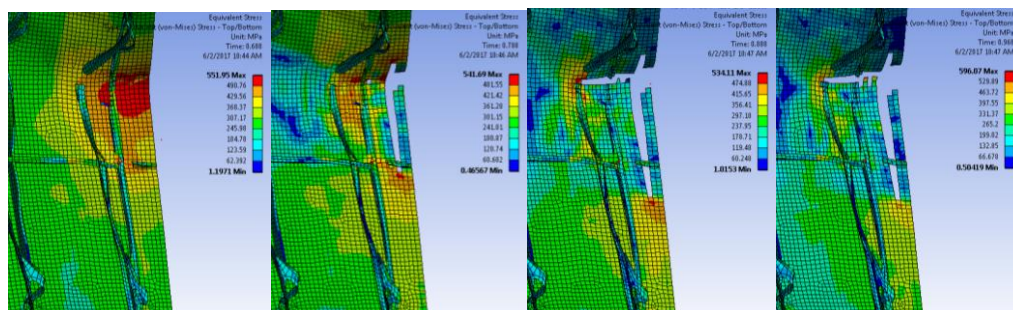 Equivalent Stress
(von-Mises) Stress - Top/Bottom
Unit: MPa
Time:
6/2/2017 10:44 AM
551.95 Max
490.76
429.56
368.37
307.17
245.98
184.78
123.59
62.392
1.1971 Min
Equivalent Stress
(von-Mises) Stress - Top/Bottom
Unit: MPa
Time:
6/2/2017 10:46 AM
541.69 Max
481.55
421.42
361.28
301.15
241.01
180.87
120.74
60.602
0.46567 Min
Equivalent Stress
(von-Mises) Stress - Top/Bottom
Unit: MPa
Time:
6/2/2017 10:47 AM
534.11 Max
474.88
415.65
356.41
297.18
237.95
178.71
119.48
60.248
1.0153 Min
Equivalent Stress
(von-Mises) Stress - Top/Bottom
Unit: MPa
Time:
6/2/2017 10:47 AM
596.07 Max
529.89
463.72
397.55
331.37
265.2
199.02
132.85
66.678
0.50419 Min